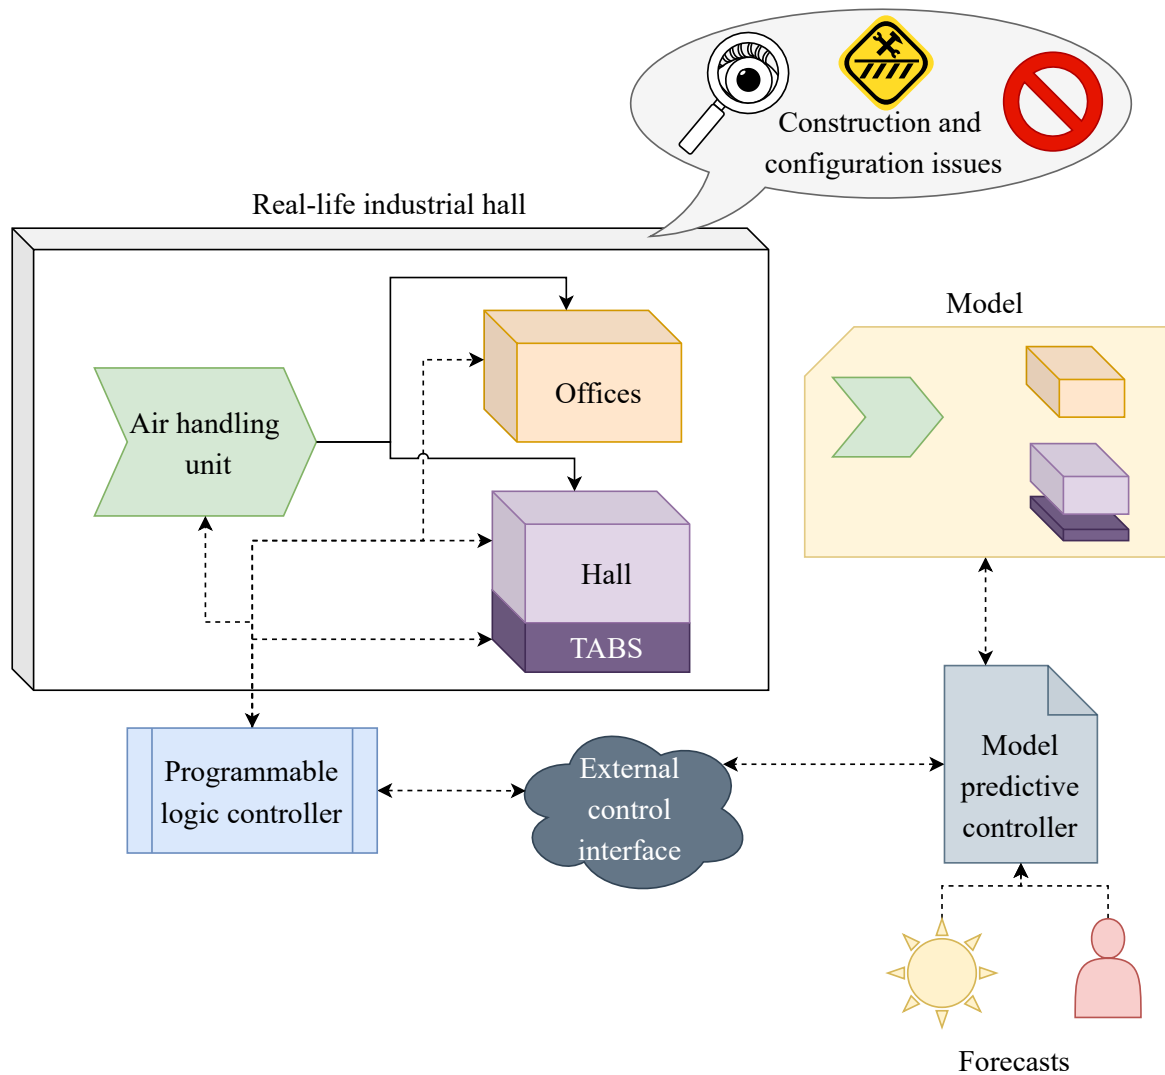 Construction and
configuration issues
Real-life industrial hall
Model
Offices
Air handling
unit
Hall
TABS
Programmable
logic controller
External
control
interface
Model
predictive
controller
Forecasts